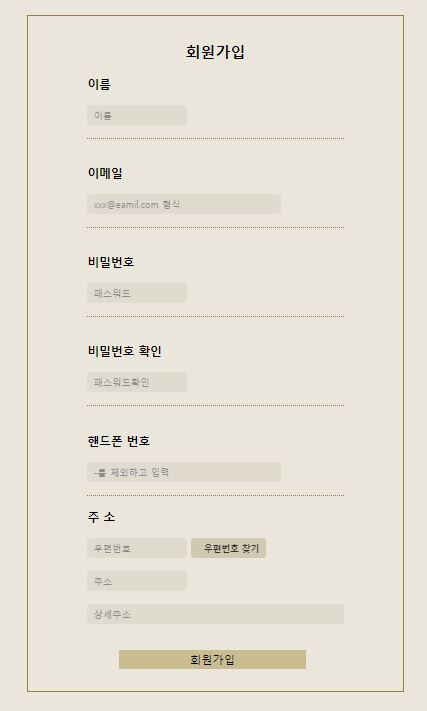 회원가입
이름
이름
이메일
xxx@eamil.com 형식
비밀번호
패스워드
비밀번호 확인
패스워드확인
핸드폰 번호
-를 제외하고 입력
주 소
우편번호 우편번호 찾기
주소
상세주소
회원가입